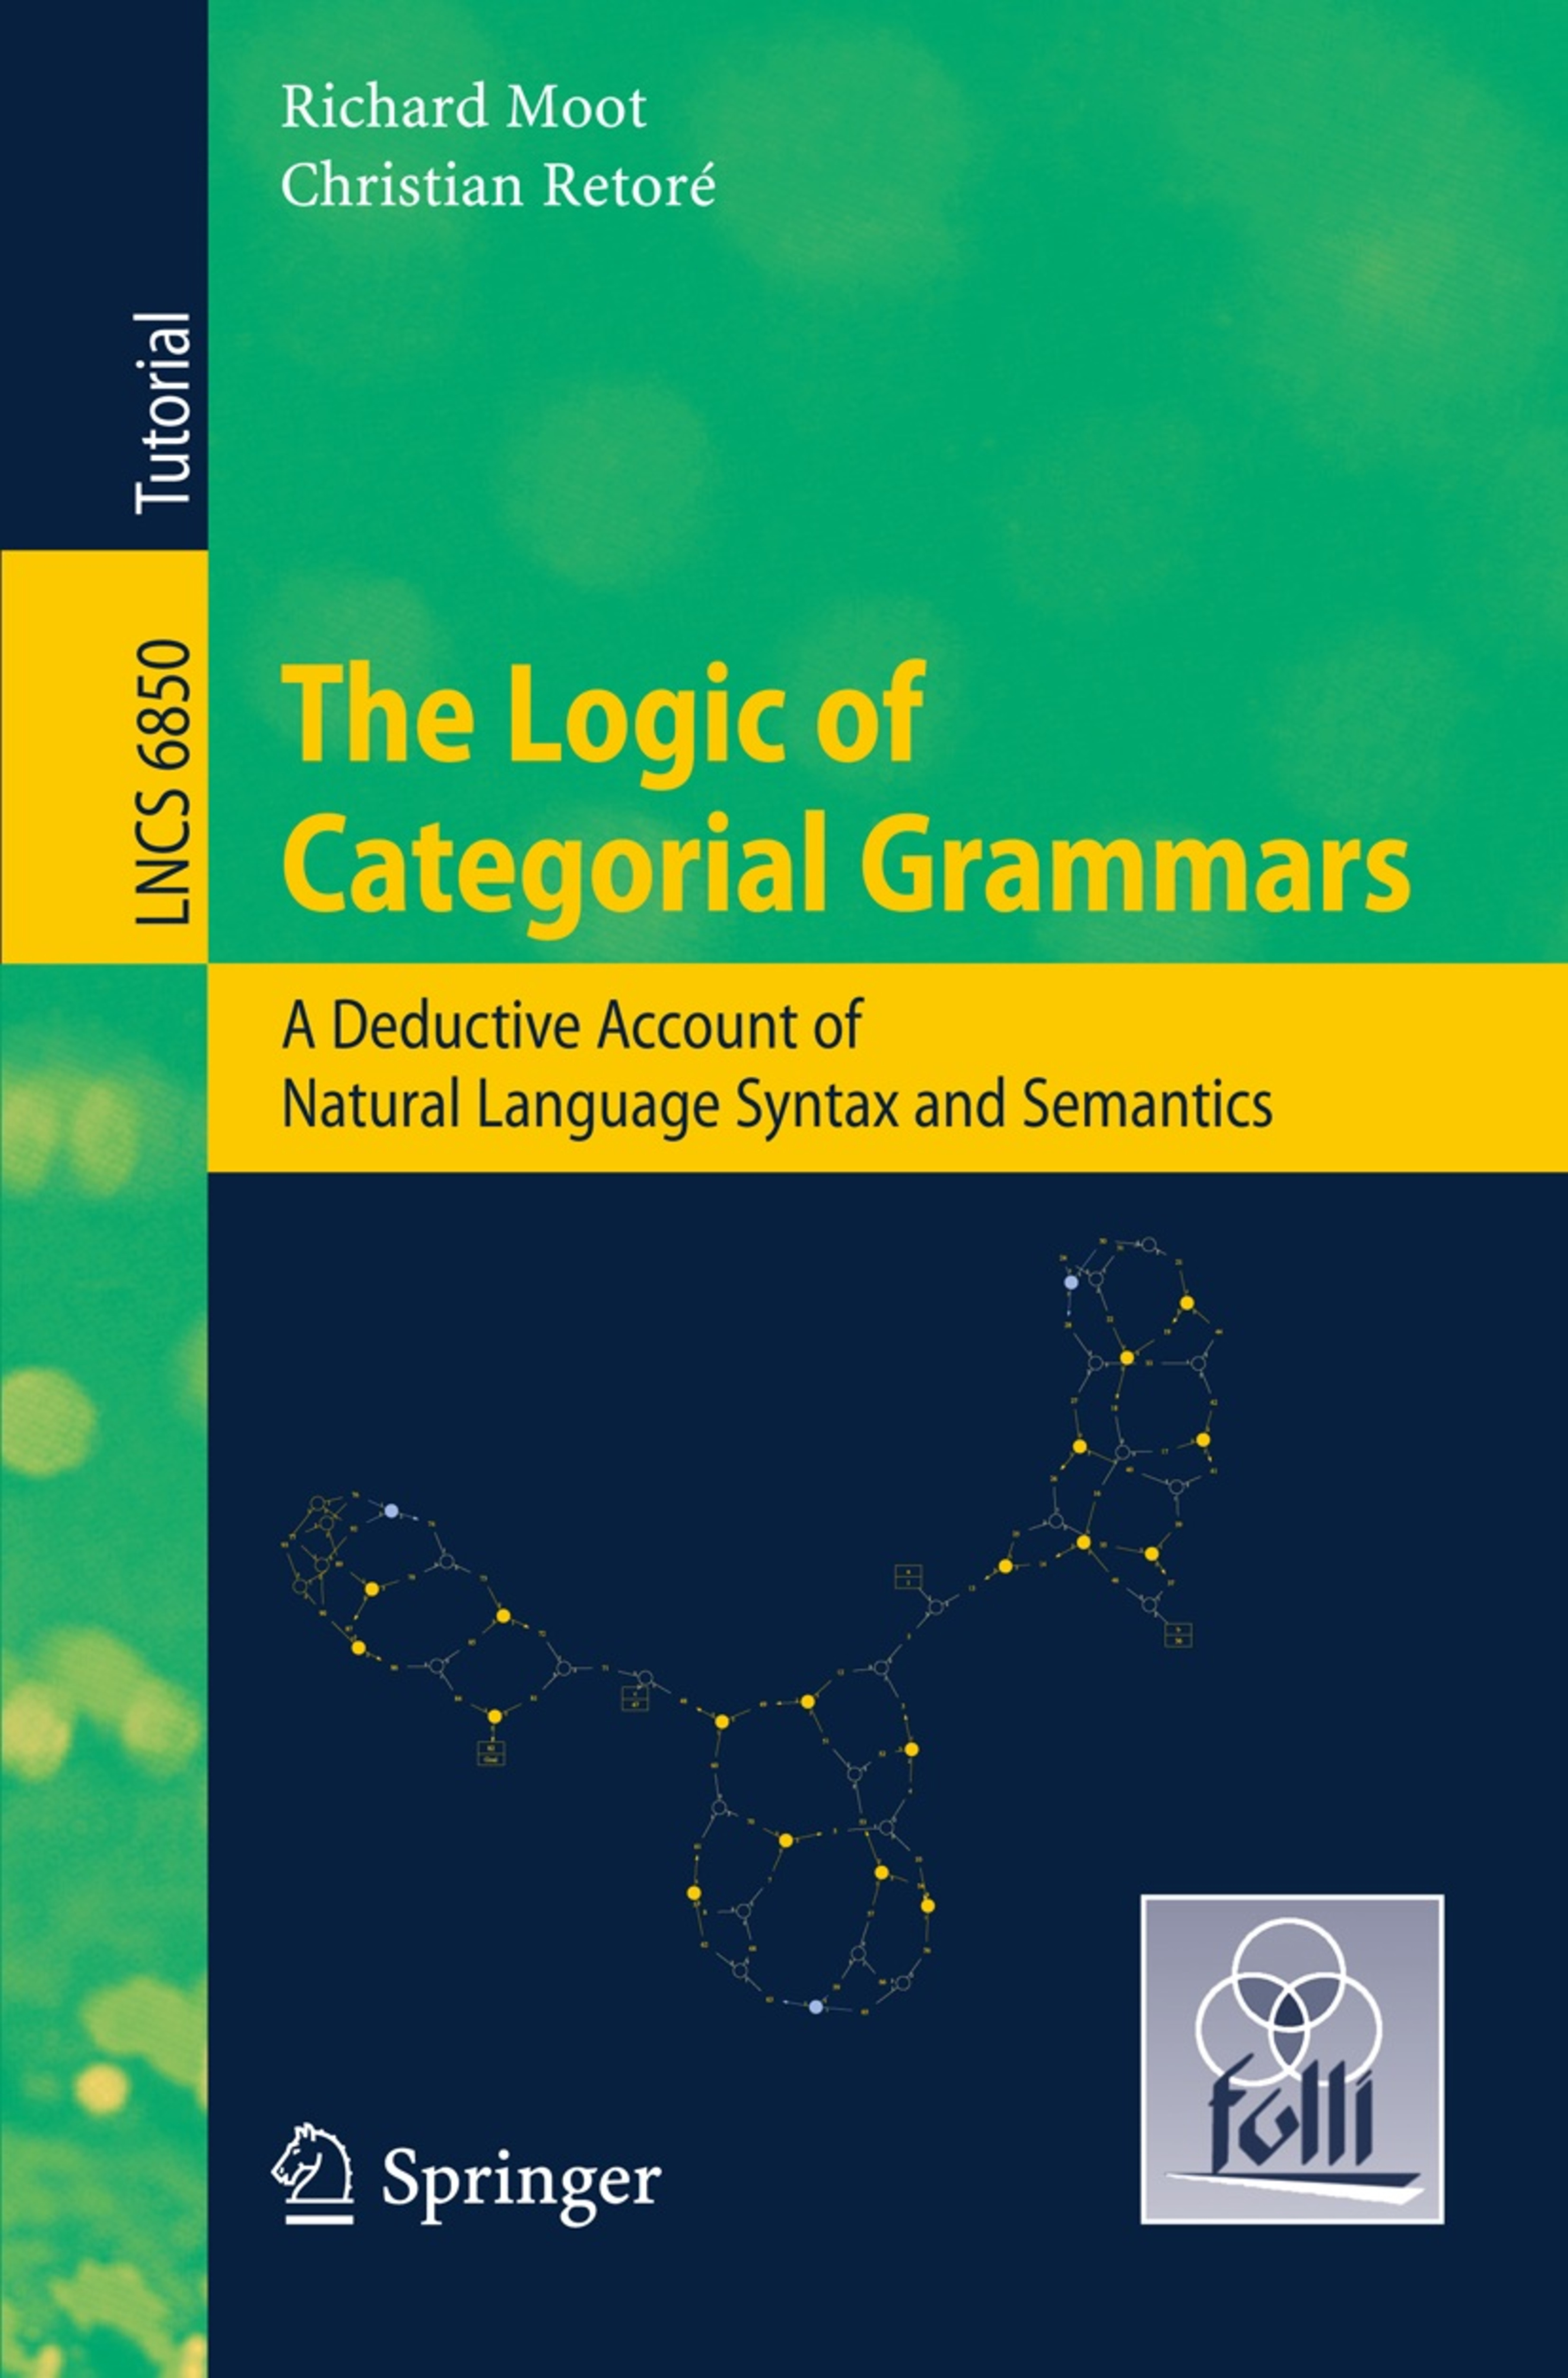 Richard Moot
Christian Retoré
Tutorial
LNCS 6850
The Logic of
Categorial Grammars
A Deductive Account of
Natural Language Syntax and Semantics
Springer
folli